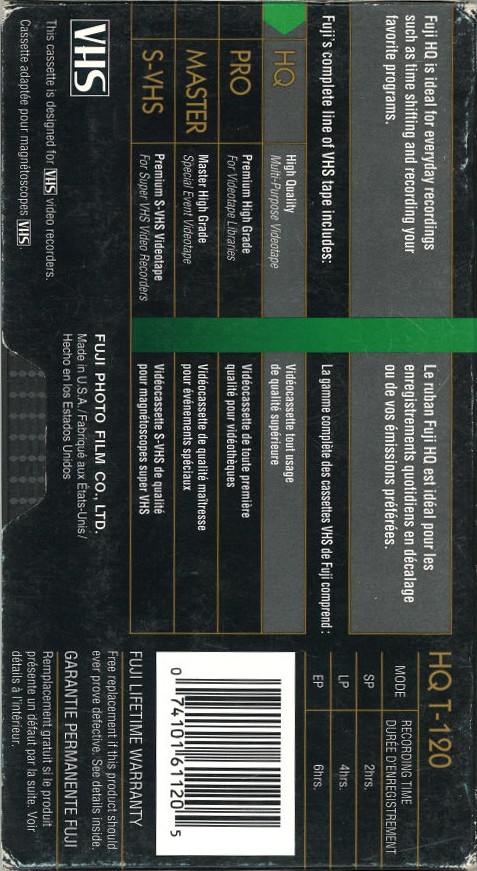 Fuji HQ is ideal for everyday recordings
such as time shifting and recording your
favorite programs.
Le ruban Fuji HQ est idéal pour les
enregistrements quotidiens en décalage
ou de vos émissions préférées.
Fuji's complete line of VHS tape includes:
La gamme complète des cassettes VHS de Fuji comprend :
HQ
High Quality
Multi-Purpose Videotape
Vidéocassette tout usage
de qualité supérieure
PRO
Premium High Grade
For Videotape Libraries
Vidéocassette de toute première
qualité pour vidéothèques
MASTER
Master High Grade
Special Event Videotape
Vidéocassette de qualité maîtresse
pour événements spéciaux
S-VHS
Premium S-VHS Videotape
For Super VHS Video Recorders
Vidéocassette S-VHS de qualité
pour magnétoscopes super VHS
VHS
This cassette is designed for VHS video recorders.
Cassette adaptée pour magnétoscopes VHS.
FUJI PHOTO FILM CO., LTD.
Made in U.S.A./Fabriqué aux États-Unis/
Hecho en los Estados Unidos
HQ T-120
MODE
RECORDING TIME
DURÉE D'ENREGISTREMENT
SP 2hrs.
LP 4hrs.
EP 6hrs.
0 74101 61120 5
FUJI LIFETIME WARRANTY
Free replacement if this product should
ever prove defective. See details inside.
GARANTIE PERMANENTE FUJI
Remplacement gratuit si le produit
présente un défaut par la suite. Voir
détails à l'intérieur.